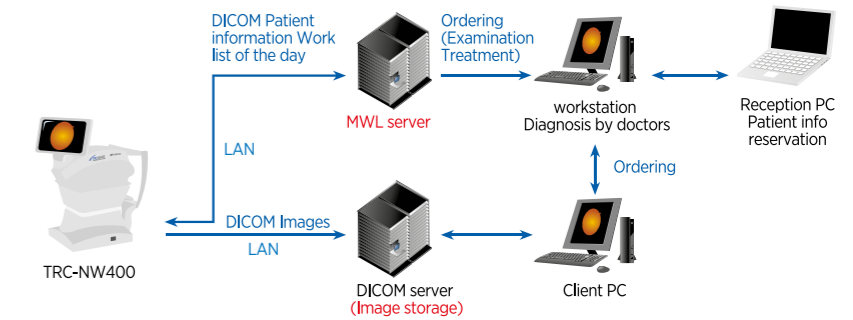 DICOM Patient
information Work
list of the day
Ordering
(Examination
Treatment)
MWL server
workstation
Diagnosis by doctors
Reception PC
Patient info
reservation
LAN
Ordering
DICOM Images
LAN
TRC-NW400
DICOM server
(Image storage)
Client PC